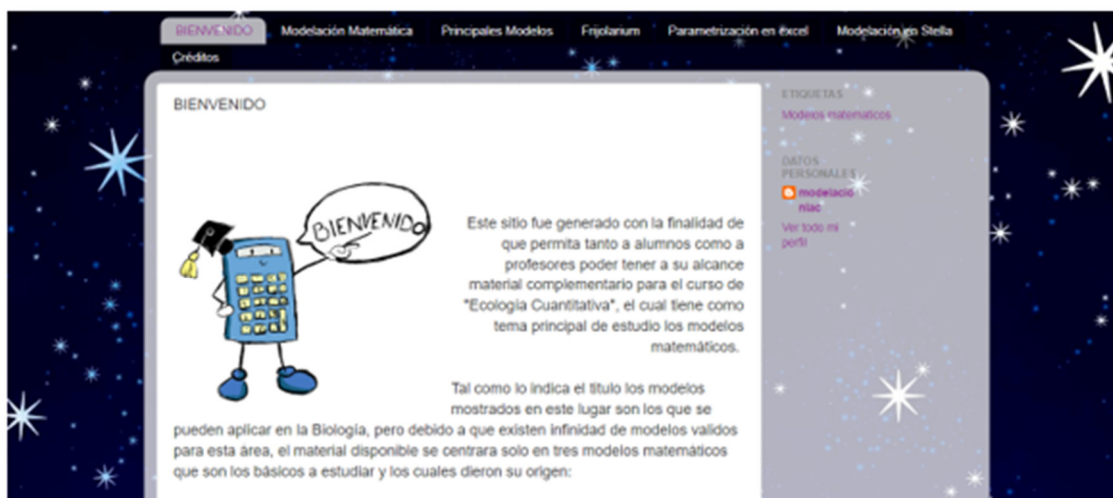 BIENVENIDO Modelación Matemática Principales Modelos Frijolarium Parametrización en Excel Modelación en Stella
Créditos
BIENVENIDO
BIENVENIDO
Este sitio fue generado con la finalidad de
que permita tanto a alumnos como a
profesores poder tener a su alcance
material complementario para el curso de
"Ecología Cuantitativa", el cual tiene como
tema principal de estudio los modelos
matemáticos.
Tal como lo indica el titulo los modelos
mostrados en este lugar son los que se
pueden aplicar en la Biología, pero debido a que existen infinidad de modelos validos
para esta área, el material disponible se centrara solo en tres modelos matemáticos
que son los básicos a estudiar y los cuales dieron su origen:
ETIQUETAS
Modelos matematicos
DATOS
PERSONALES
modelació
nlac
Ver todo mi
perfil